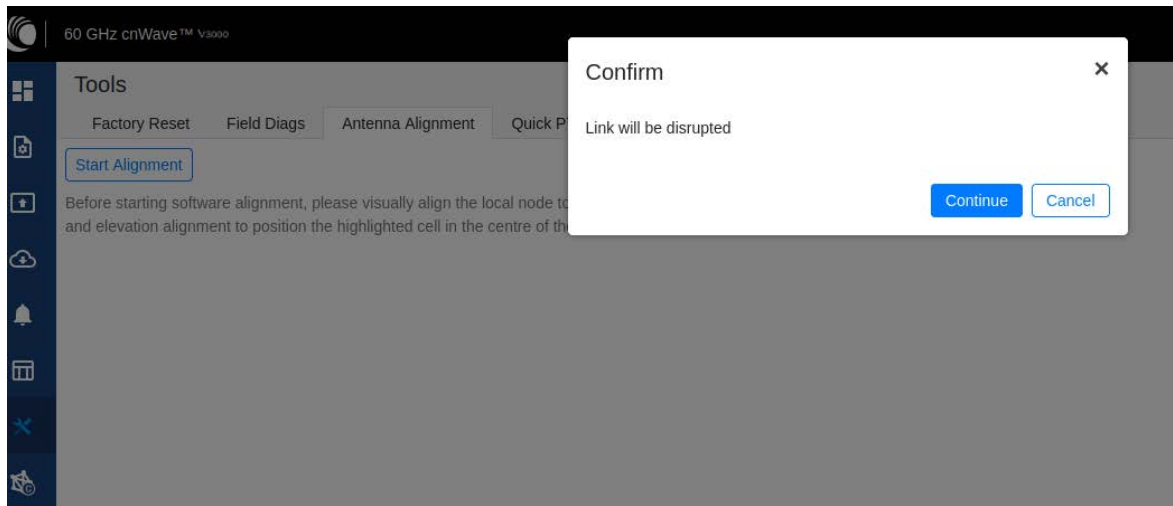 60 GHz cnWave™ V3000
Tools
Factory Reset
Field Diags
Antenna Alignment
Quick P
Start Alignment
Before starting software alignment, please visually align the local node to
and elevation alignment to position the highlighted cell in the centre of th
Confirm
×
Link will be disrupted
Continue
Cancel